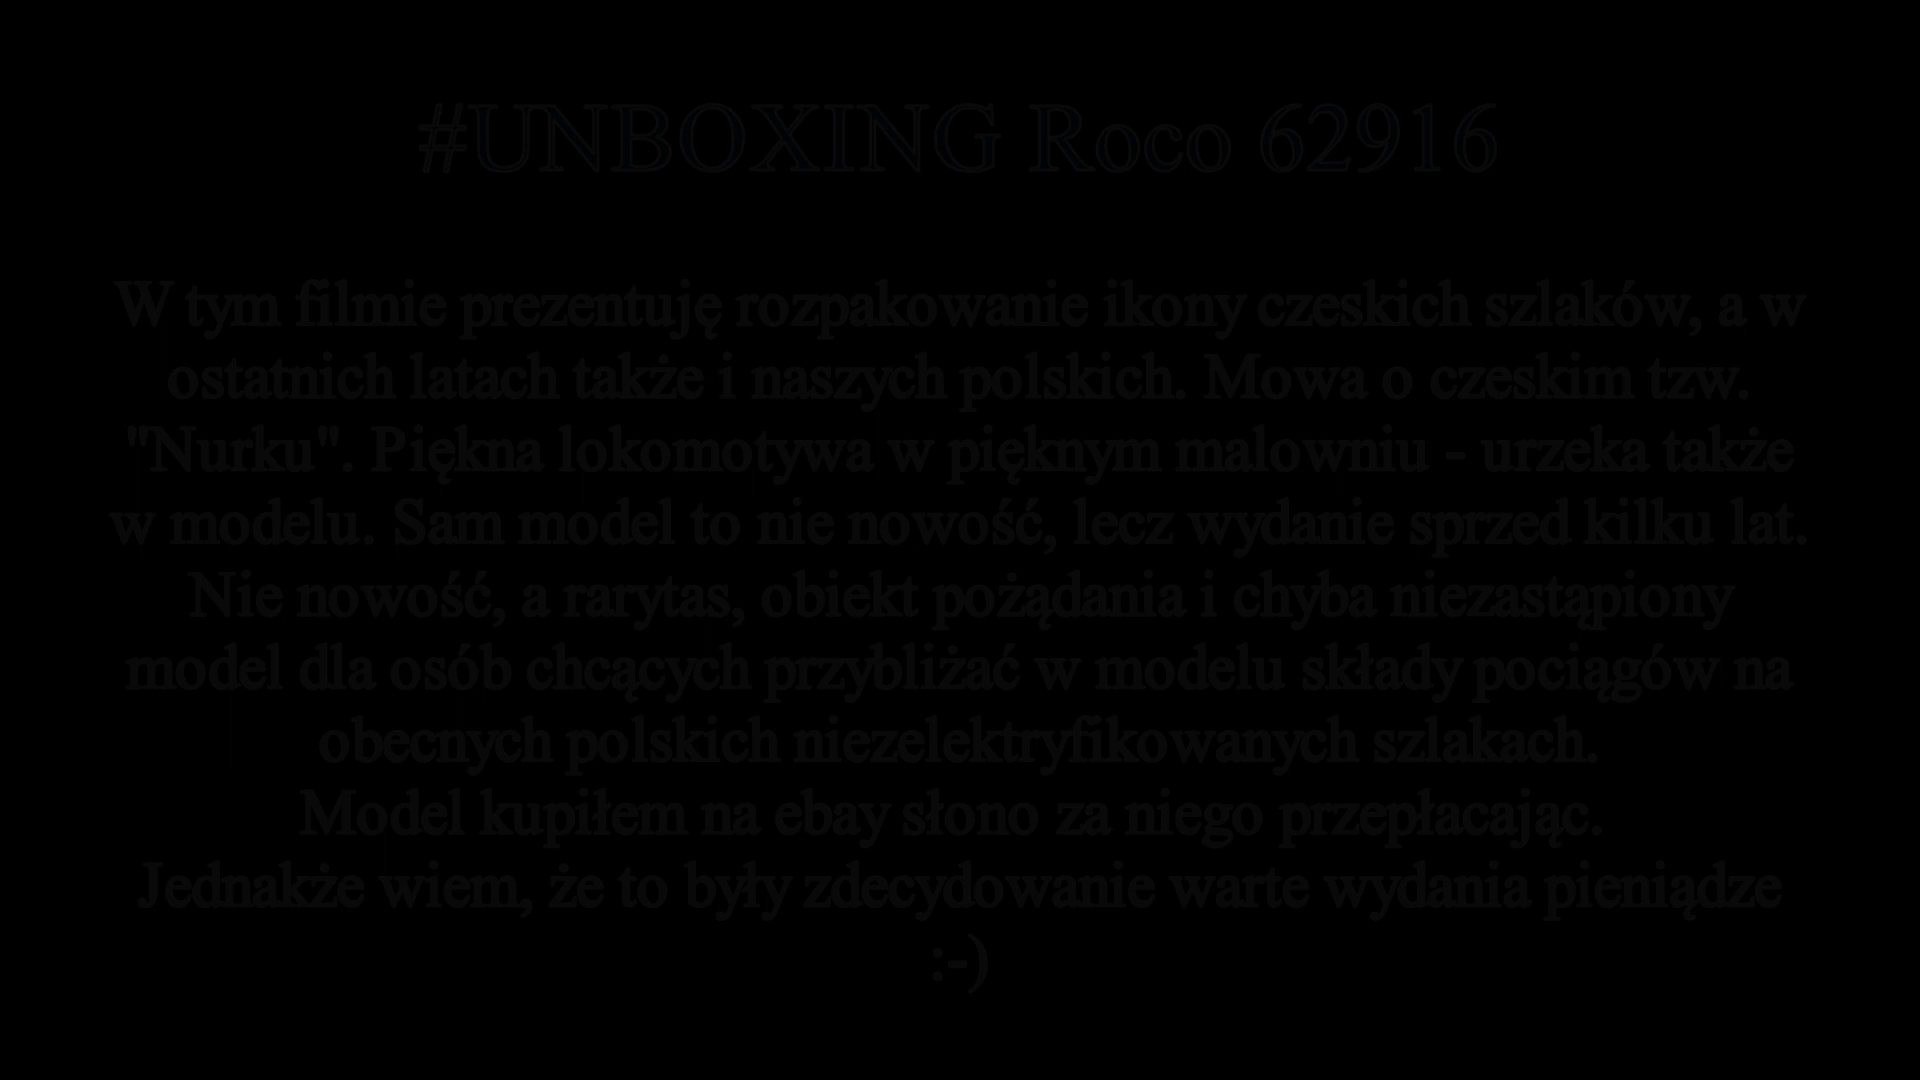 #UNBOXING Roco 62916
W tym filmie prezentuję rozpakowanie ikony czeskich szlaków, a w
ostatnich latach także i naszych polskich. Mowa o czeskim tzw.
"Nurku". Piękna lokomotywa w pięknym malowniu - urzeka także
w modelu. Sam model to nie nowość, lecz wydanie sprzed kilku lat.
Nie nowość, a rarytas, obiekt pożądania i chyba niezastąpiony
model dla osób chcących przybliżać w modelu składy pociągów na
obecnych polskich niezelektryfikowanych szlakach.
Model kupiłem na ebay słono za niego przepłacając.
Jednakże wiem, że to były zdecydowanie warte wydania pieniądze
:-)